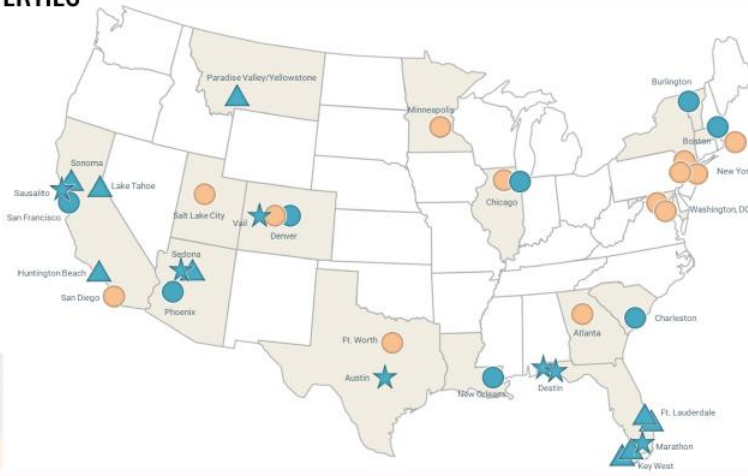 Paradise Valley/Yellowstone
Minneapolis
Burlington
Boston
New Yor
Sonoma
Lake Tahoe
Sausalito
San Francisco
Salt Lake City
Vail
Denver
Chicago
Washington, DC
Huntington Beach
Sedona
San Diego
Phoenix
Ft. Worth
Atlanta
Charleston
Austin
New Orleans
Destin
Ft. Lauderdale
Marathon
Key West